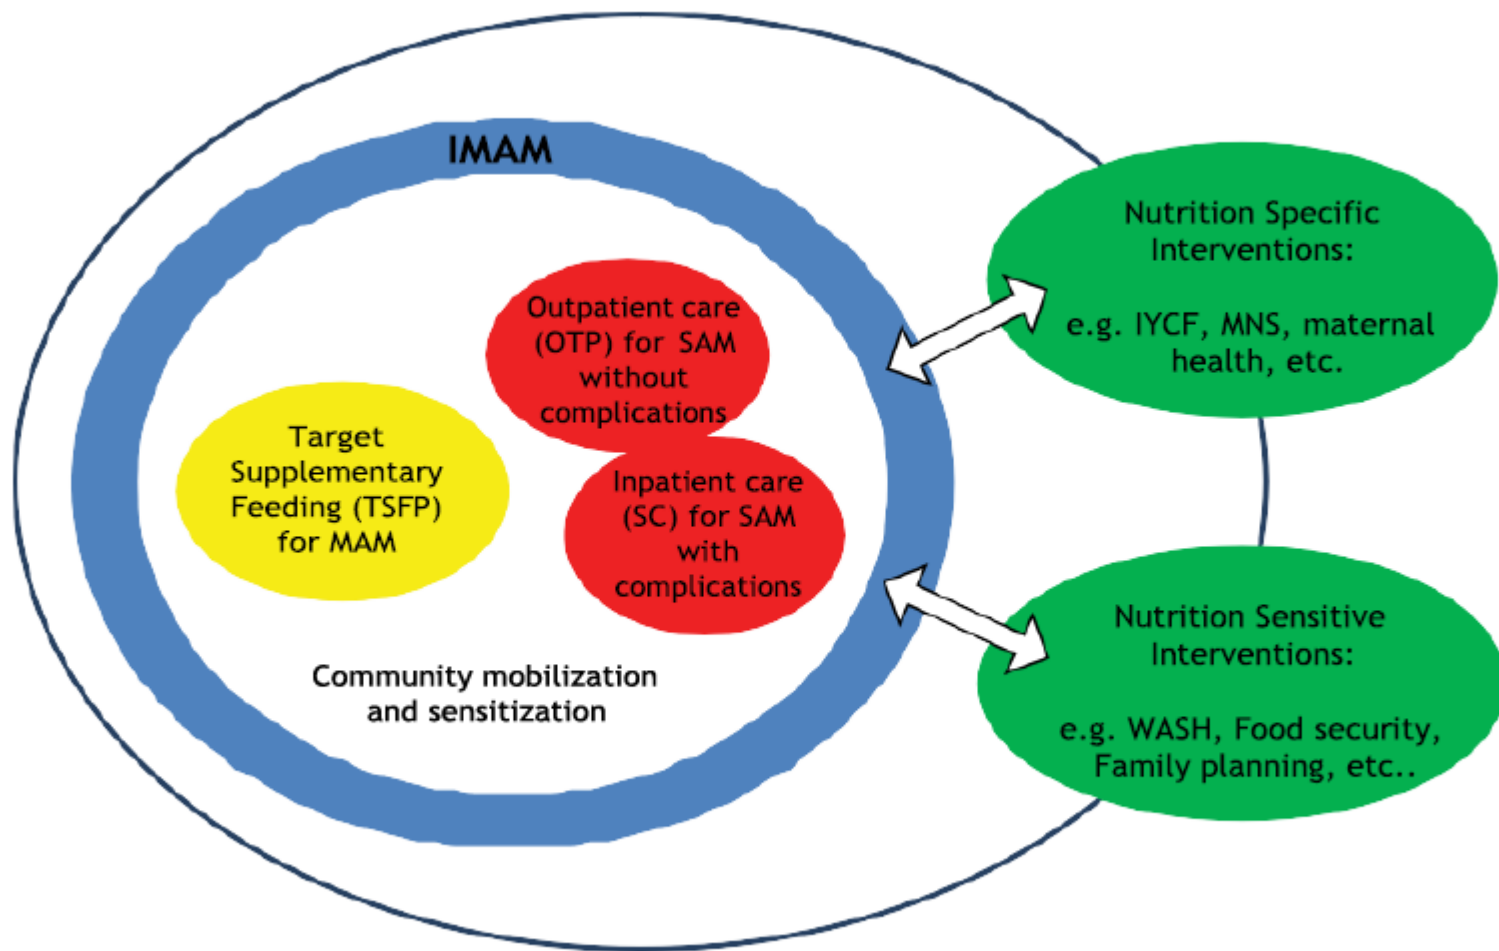 IMAM
Outpatient care
(OTP) for SAM
without
complications
Target
Supplementary
Feeding (TSFP)
for MAM
Inpatient care
(SC) for SAM
with
complications
Community mobilization
and sensitization
Nutrition Specific
Interventions:
e.g. IYCF, MNS, maternal
health, etc.
Nutrition Sensitive
Interventions:
e.g. WASH, Food security,
Family planning, etc..